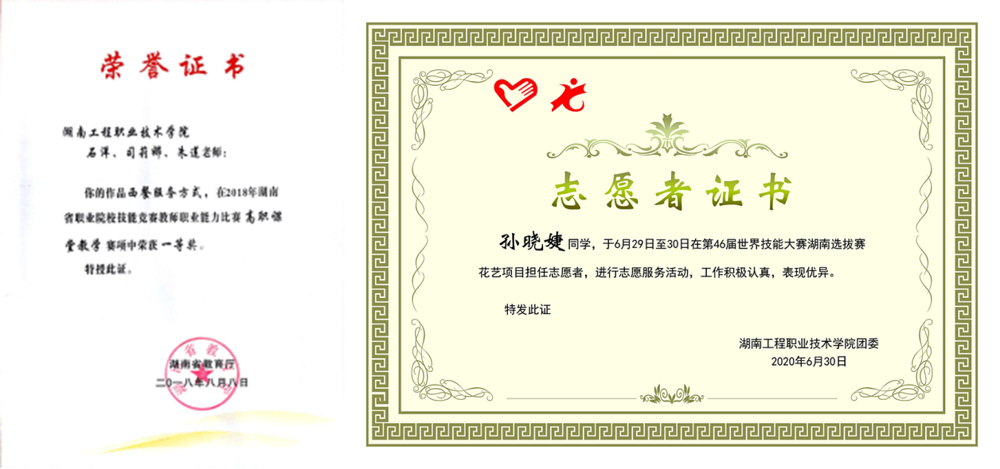 荣誉证书
湖南工程职业技术学院
石洋、司莉娜、朱莲老师:
你的作品西餐服务方式,在2018年湖南
省职业院校技能竞赛教师职业能力比赛高职课
堂教学赛项中荣获一等奖。
特授此证。
湖南省教育厅
二〇一八年八月八日
志愿者证书
孙晓婕同学,于6月29日至30日在第46届世界技能大赛湖南选拔赛
花艺项目担任志愿者,进行志愿服务活动,工作积极认真,表现优异。
特发此证
湖南工程职业技术学院团委
2020年6月30日